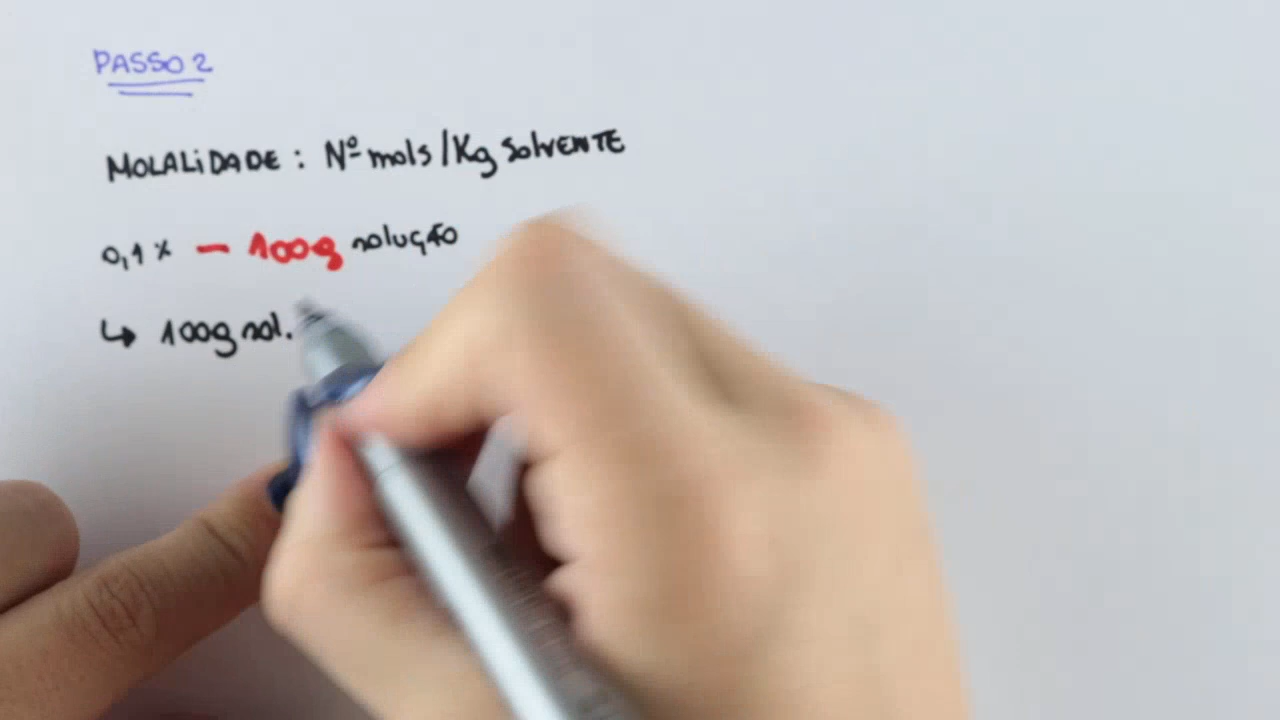 PASSO 2
MOLALIDADE : Nº mols/Kg solvENTE
0,1 % - 100g solução
↳ 100g sol.